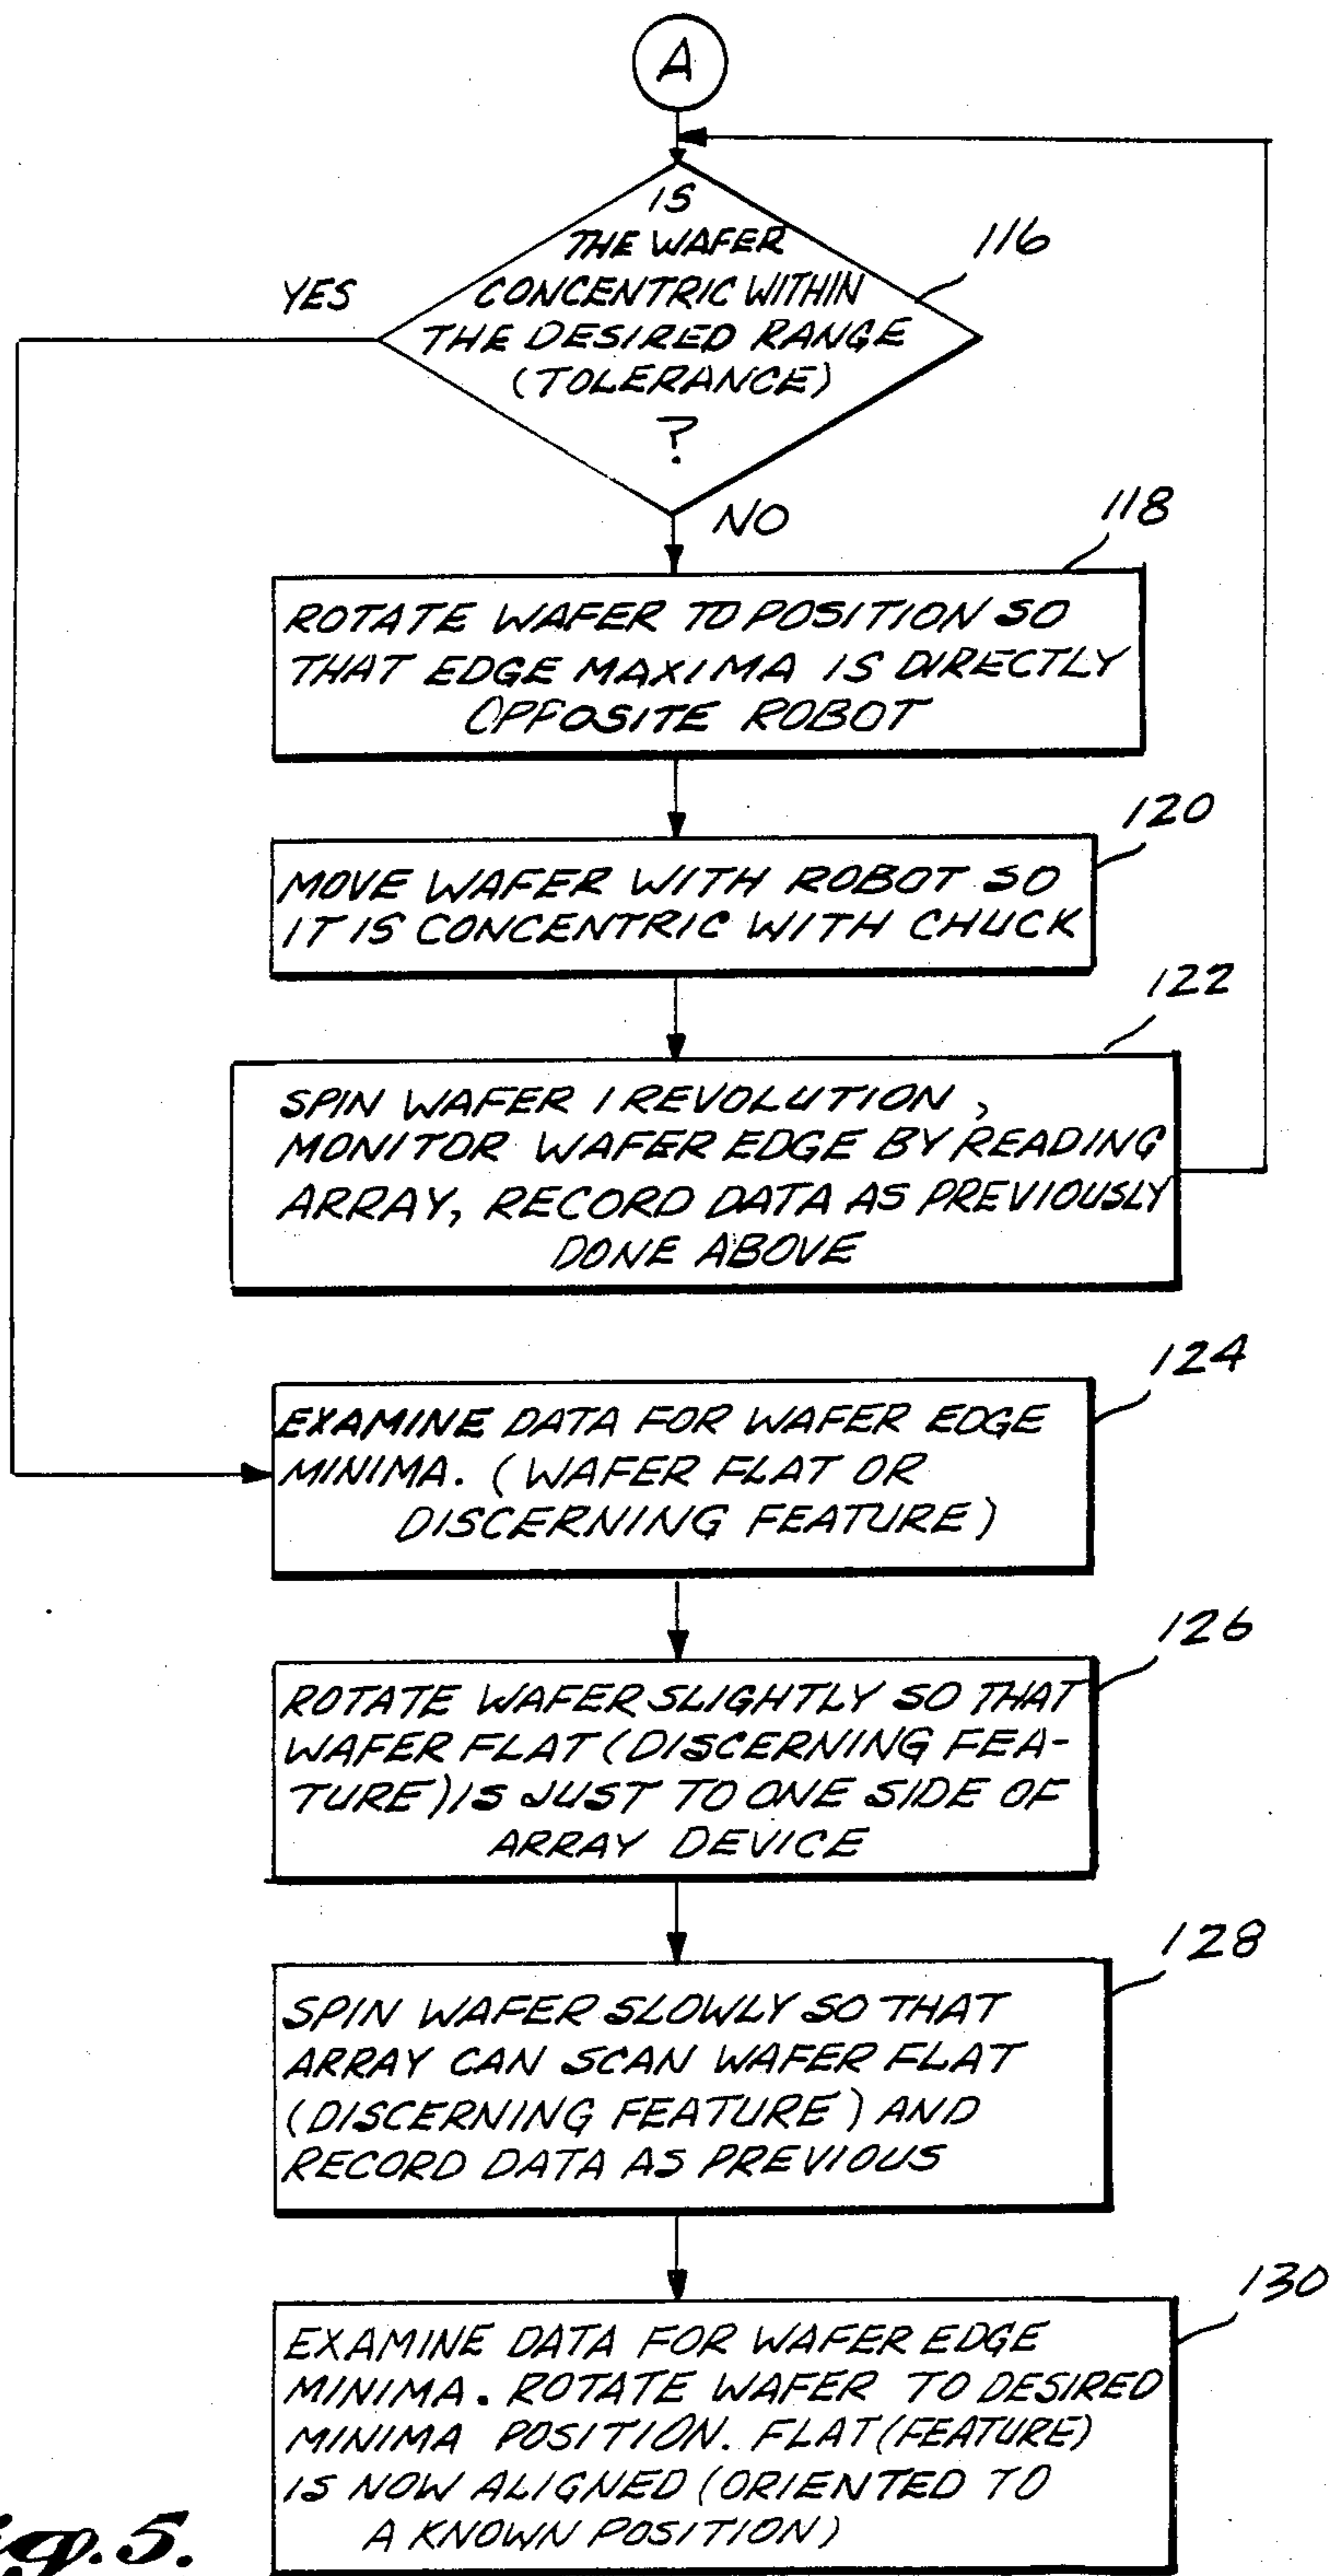 A
IS
THE WAFER
CONCENTRIC WITHIN
THE DESIRED RANGE
(TOLERANCE)
?
116
YES
NO
118
ROTATE WAFER TO POSITION SO
THAT EDGE MAXIMA IS DIRECTLY
OPPOSITE ROBOT
120
MOVE WAFER WITH ROBOT SO
IT IS CONCENTRIC WITH CHUCK
122
SPIN WAFER 1 REVOLUTION,
MONITOR WAFER EDGE BY READING
ARRAY, RECORD DATA AS PREVIOUSLY
DONE ABOVE
124
EXAMINE DATA FOR WAFER EDGE
MINIMA. (WAFER FLAT OR
DISCERNING FEATURE)
126
ROTATE WAFER SLIGHTLY SO THAT
WAFER FLAT (DISCERNING FEA-
TURE) IS JUST TO ONE SIDE OF
ARRAY DEVICE
128
SPIN WAFER SLOWLY SO THAT
ARRAY CAN SCAN WAFER FLAT
(DISCERNING FEATURE) AND
RECORD DATA AS PREVIOUS
130
EXAMINE DATA FOR WAFER EDGE
MINIMA. ROTATE WAFER TO DESIRED
MINIMA POSITION. FLAT (FEATURE)
IS NOW ALIGNED (ORIENTED TO
A KNOWN POSITION)
ig. 5.